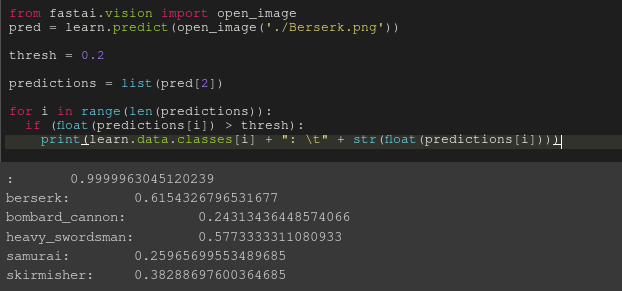 from fastai.vision import open_image
pred = learn.predict(open_image('./Berserk.png'))
thresh = 0.2
predictions = list(pred[2])
for i in range(len(predictions)):
if (float(predictions[i]) > thresh):
print(learn.data.classes[i] + ": \t" + str(float(predictions[i])))
: 0.9999963045120239
berserk: 0.6154326796531677
bombard_cannon: 0.24313436448574066
heavy_swordsman: 0.5773333311080933
samurai: 0.25965699553489685
skirmisher: 0.38288697600364685